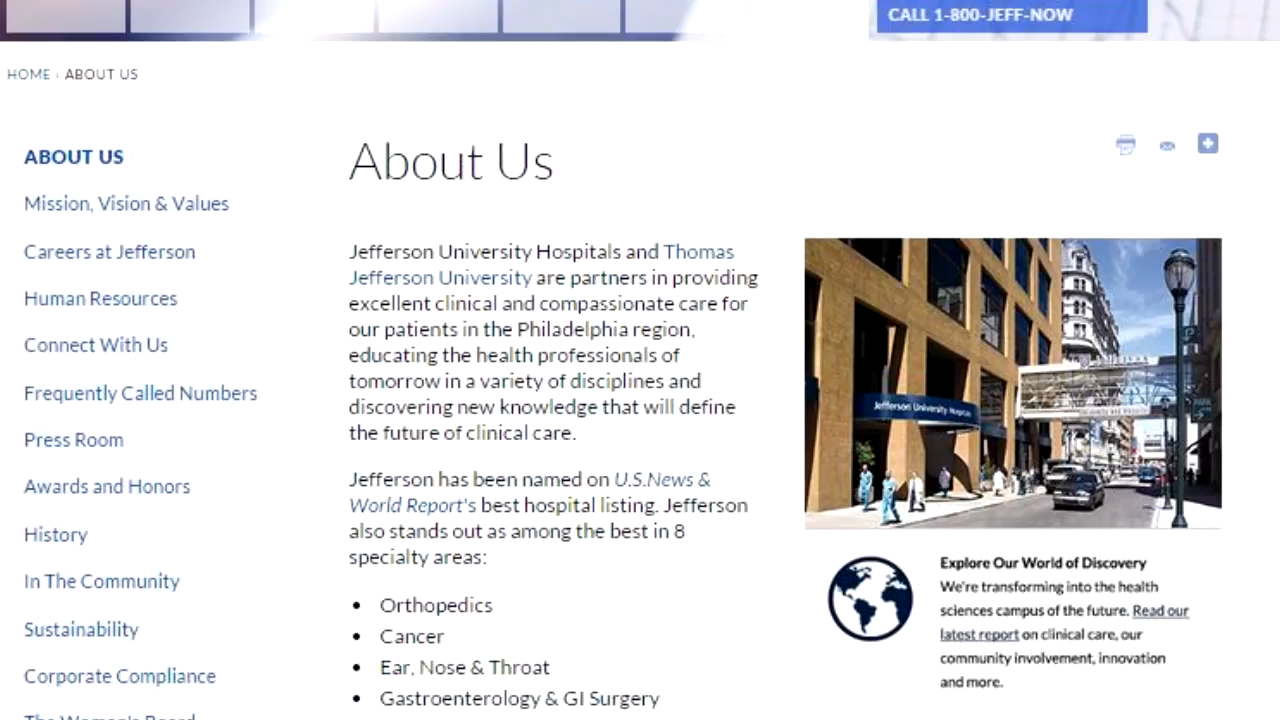 CALL 1-800-JEFF-NOW
HOME › ABOUT US
ABOUT US
Mission, Vision & Values
Careers at Jefferson
Human Resources
Connect With Us
Frequently Called Numbers
Press Room
Awards and Honors
History
In The Community
Sustainability
Corporate Compliance
The Women's Board
About Us
Jefferson University Hospitals and Thomas
Jefferson University are partners in providing
excellent clinical and compassionate care for
our patients in the Philadelphia region,
educating the health professionals of
tomorrow in a variety of disciplines and
discovering new knowledge that will define
the future of clinical care.
Jefferson has been named on U.S.News &
World Report's best hospital listing. Jefferson
also stands out as among the best in 8
specialty areas:
• Orthopedics
• Cancer
• Ear, Nose & Throat
• Gastroenterology & GI Surgery
Jefferson University Hospitals
Explore Our World of Discovery
We're transforming into the health
sciences campus of the future. Read our
latest report on clinical care, our
community involvement, innovation
and more.